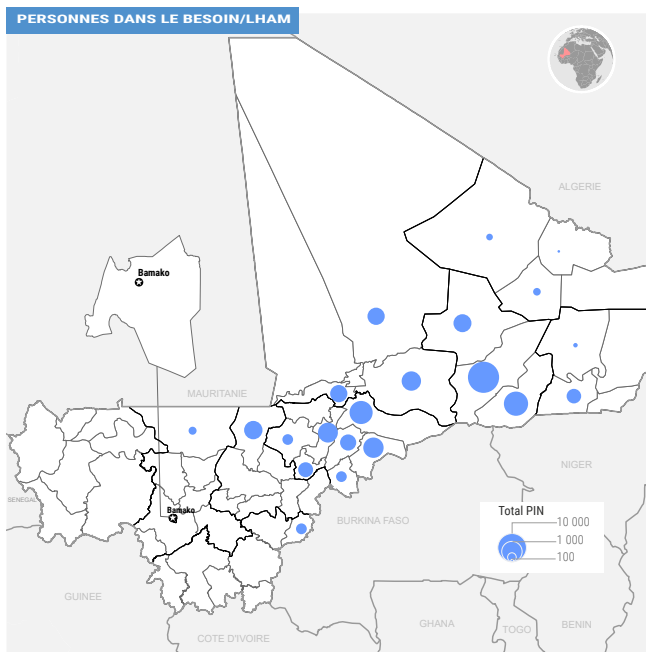 PERSONNES DANS LE BESOIN/LHAM
ALGERIE
Bamako
MAURITANIE
NIGER
SENEGAL
Bamako
Total PIN
10 000
BURKINA FASO
1 000
100
GUINEE
GHANA
BENIN
TOGO
COTE D'IVOIRE